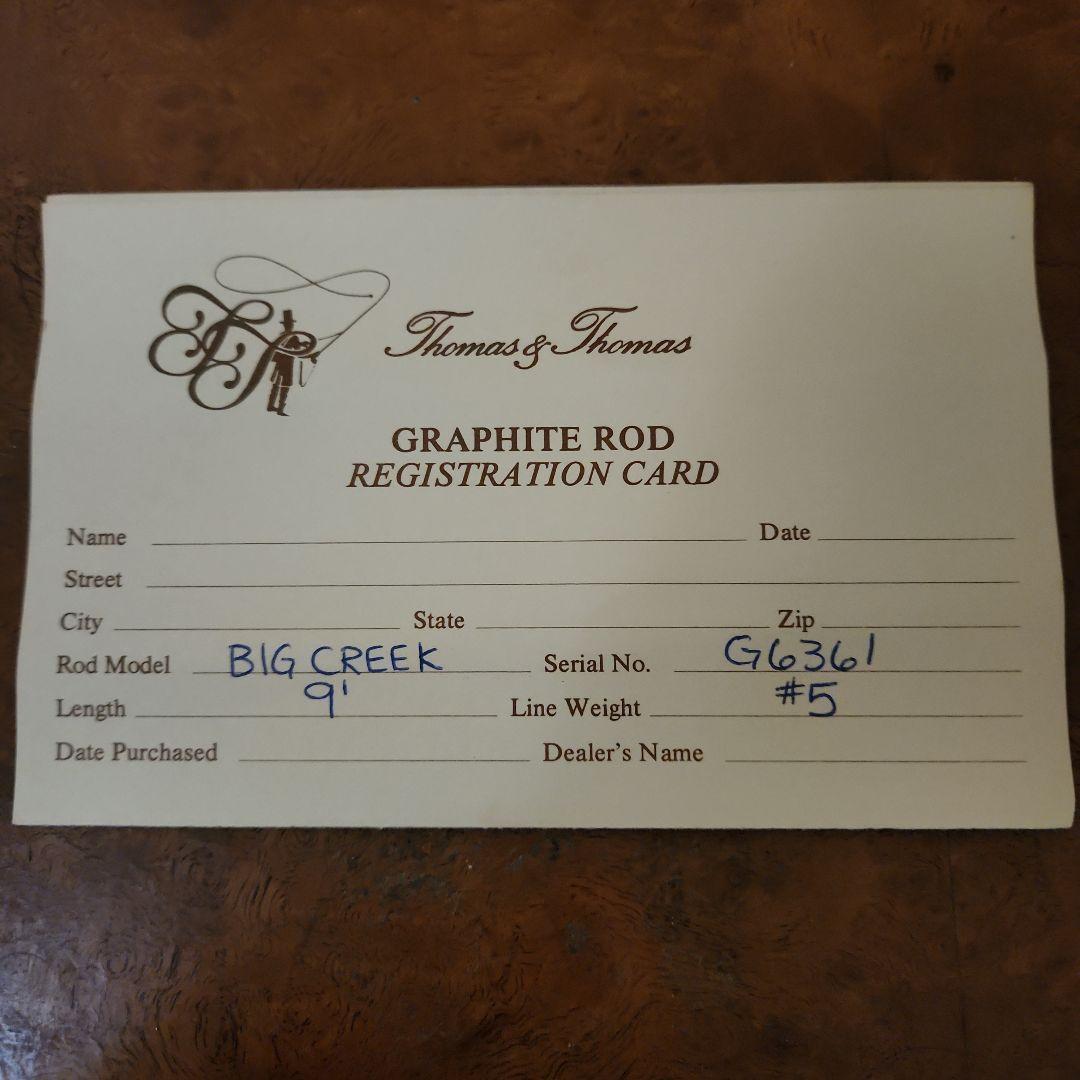 TT
Thomas & Thomas
GRAPHITE ROD
REGISTRATION CARD
Name Date
Street
City State Zip
Rod Model BIG CREEK Serial No. G6361
Length 9' Line Weight #5
Date Purchased Dealer's Name